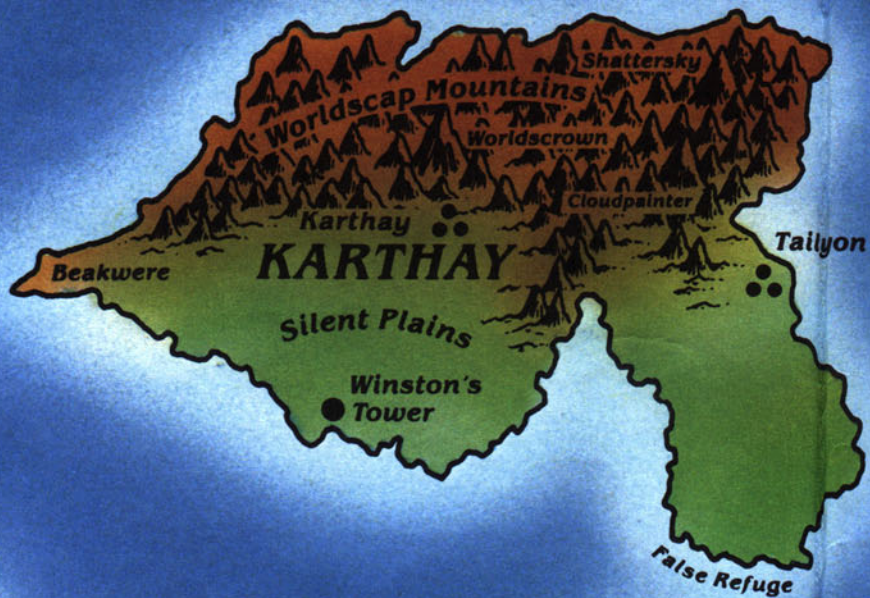 Shattersky
Worldscap Mountains
Worldscrown
Cloudpainter
Karthay
KARTHAY
Tailyon
Beakwere
Silent Plains
Winston's
Tower
False Refuge